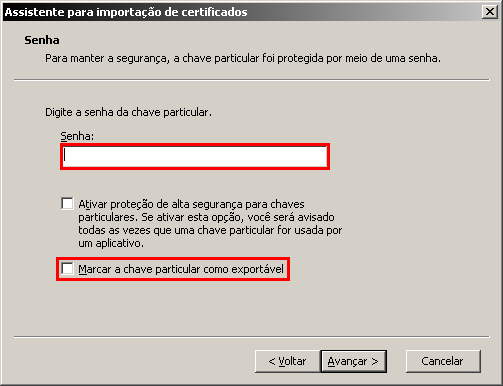 Assistente para importação de certificados
Senha
Para manter a segurança, a chave particular foi protegida por meio de uma senha.
Digite a senha da chave particular.
Senha:
Ativar proteção de alta segurança para chaves
particulares. Se ativar esta opção, você será avisado
todas as vezes que uma chave particular for usada por
um aplicativo.
Marcar a chave particular como exportável
< Voltar
Avançar >
Cancelar